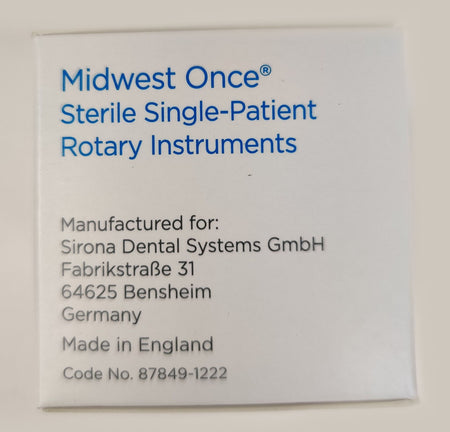 Midwest Once®
Sterile Single-Patient
Rotary Instruments
Manufactured for:
Sirona Dental Systems GmbH
Fabrikstraße 31
64625 Bensheim
Germany
Made in England
Code No. 87849-1222